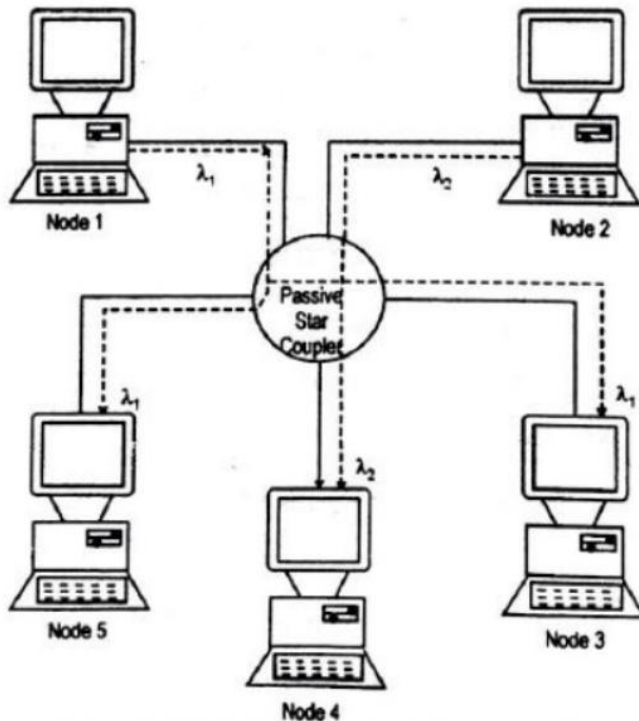 λ₁
λ₂
Node 1
Node 2
Passive
Star
Coupler
λ₁
λ₁
λ₂
Node 5
Node 3
Node 4